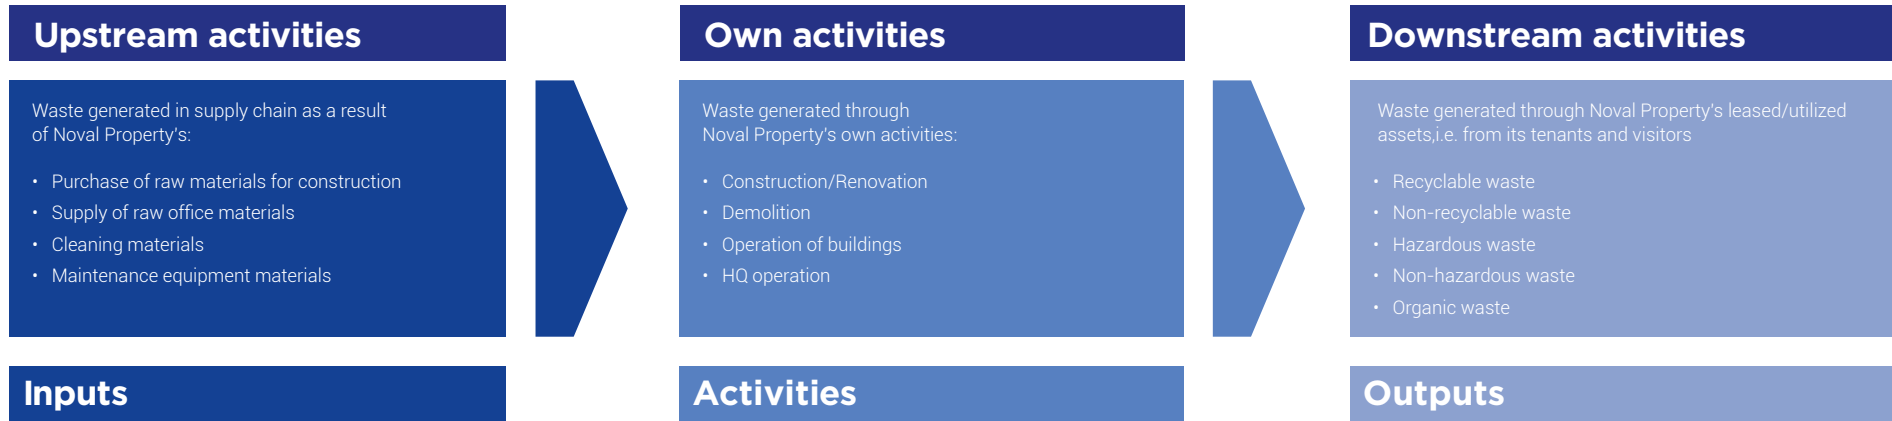 Upstream activities
Waste generated in supply chain as a result
of Noval Property's:
• Purchase of raw materials for construction
• Supply of raw office materials
• Cleaning materials
• Maintenance equipment materials
Inputs
Own activities
Waste generated through
Noval Property's own activities:
• Construction/Renovation
• Demolition
• Operation of buildings
• HQ operation
Activities
Downstream activities
Waste generated through Noval Property's leased/utilized
assets,i.e. from its tenants and visitors
• Recyclable waste
• Non-recyclable waste
• Hazardous waste
• Non-hazardous waste
• Organic waste
Outputs